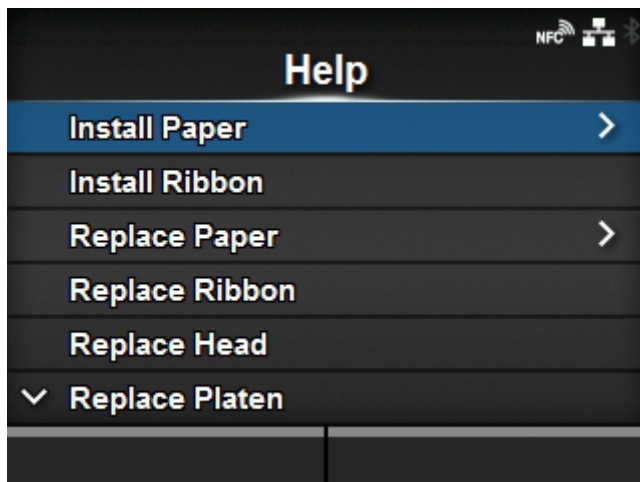 NFC
Help
Install Paper
Install Ribbon
Replace Paper
Replace Ribbon
Replace Head
Replace Platen